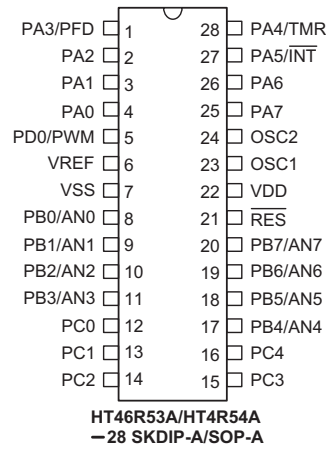 PA3/PFD 1 28 PA4/TMR
PA2 2 27 PA5/INT
PA1 3 26 PA6
PA0 4 25 PA7
PD0/PWM 5 24 OSC2
VREF 6 23 OSC1
VSS 7 22 VDD
PB0/AN0 8 21 RES
PB1/AN1 9 20 PB7/AN7
PB2/AN2 10 19 PB6/AN6
PB3/AN3 11 18 PB5/AN5
PC0 12 17 PB4/AN4
PC1 13 16 PC4
PC2 14 15 PC3
HT46R53A/HT4R54A
–28 SKDIP-A/SOP-A